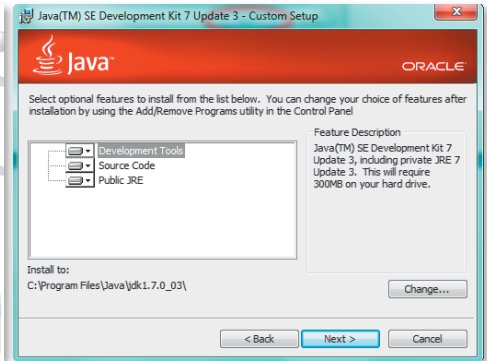 Java(TM) SE Development Kit 7 Update 3 - Custom Setup
Java™
ORACLE
Select optional features to install from the list below. You can change your choice of features after
installation by using the Add/Remove Programs utility in the Control Panel
Development Tools
Source Code
Public JRE
Feature Description
Java(TM) SE Development Kit 7
Update 3, including private JRE 7
Update 3. This will require
300MB on your hard drive.
Install to:
C:\Program Files\Java\jdk1.7.0_03\
Change...
< Back
Next >
Cancel